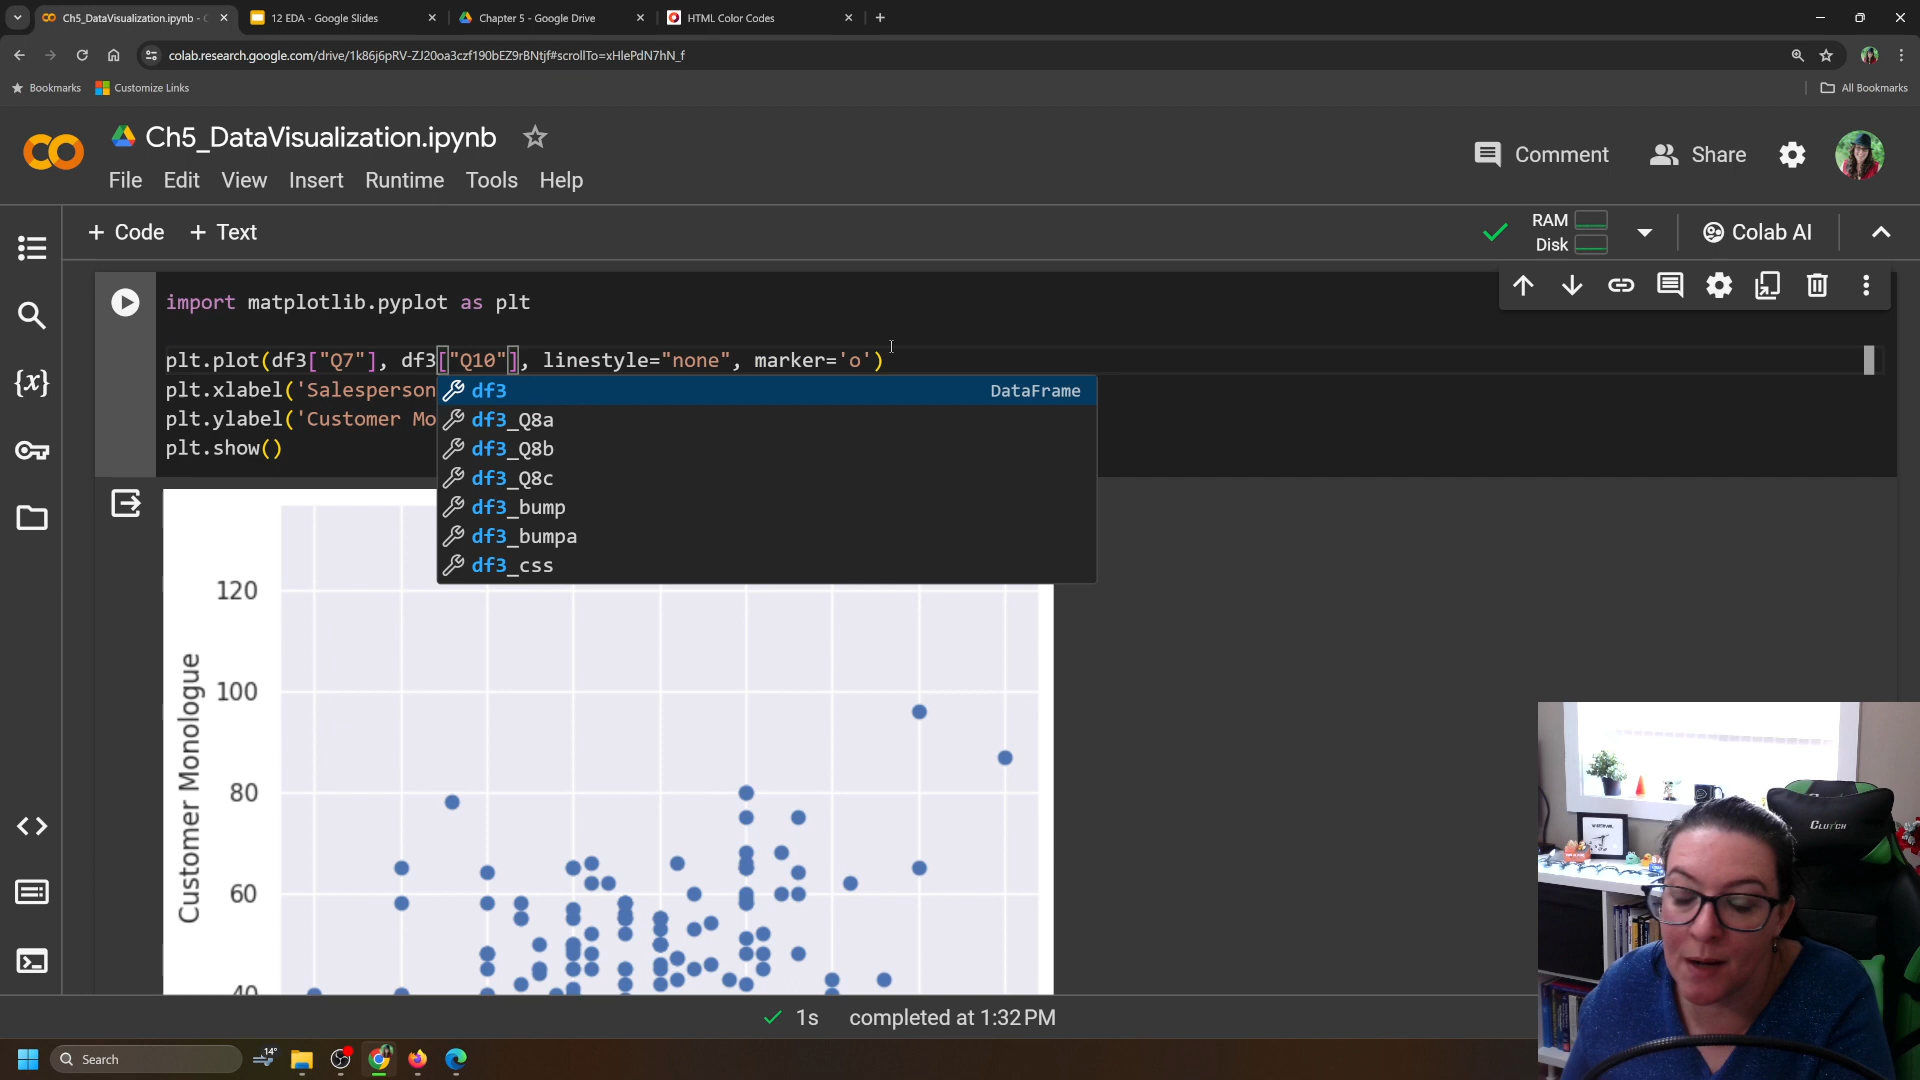 Ch5_DataVisualization.ipynb - C
12 EDA - Google Slides
Chapter 5 - Google Drive
HTML Color Codes
colab.research.google.com/drive/1k86j6pRV-ZJ20oa3czf190bEZ9rBNtjf#scrollTo=xHlePdN7hN_f
Bookmarks
Customize Links
All Bookmarks
CO
Ch5_DataVisualization.ipynb
Comment
Share
File Edit View Insert Runtime Tools Help
+ Code + Text
RAM
Disk
Colab AI
import matplotlib.pyplot as plt
plt.plot(df3["Q7"], df3["Q10"], linestyle="none", marker='o')
plt.xlabel('Salesperson
plt.ylabel('Customer Mo
plt.show()
df3 DataFrame
df3_Q8a
df3_Q8b
df3_Q8c
df3_bump
df3_bumpa
df3_css
{x}
120
100
80
60
40
Customer Monologue
CLUTCH
1s completed at 1:32 PM
Search
14°